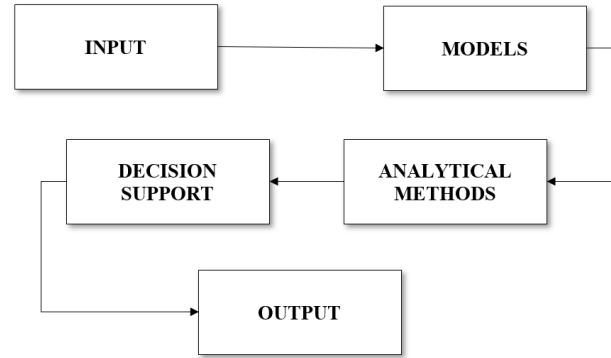 INPUT
MODELS
DECISION
SUPPORT
ANALYTICAL
METHODS
OUTPUT